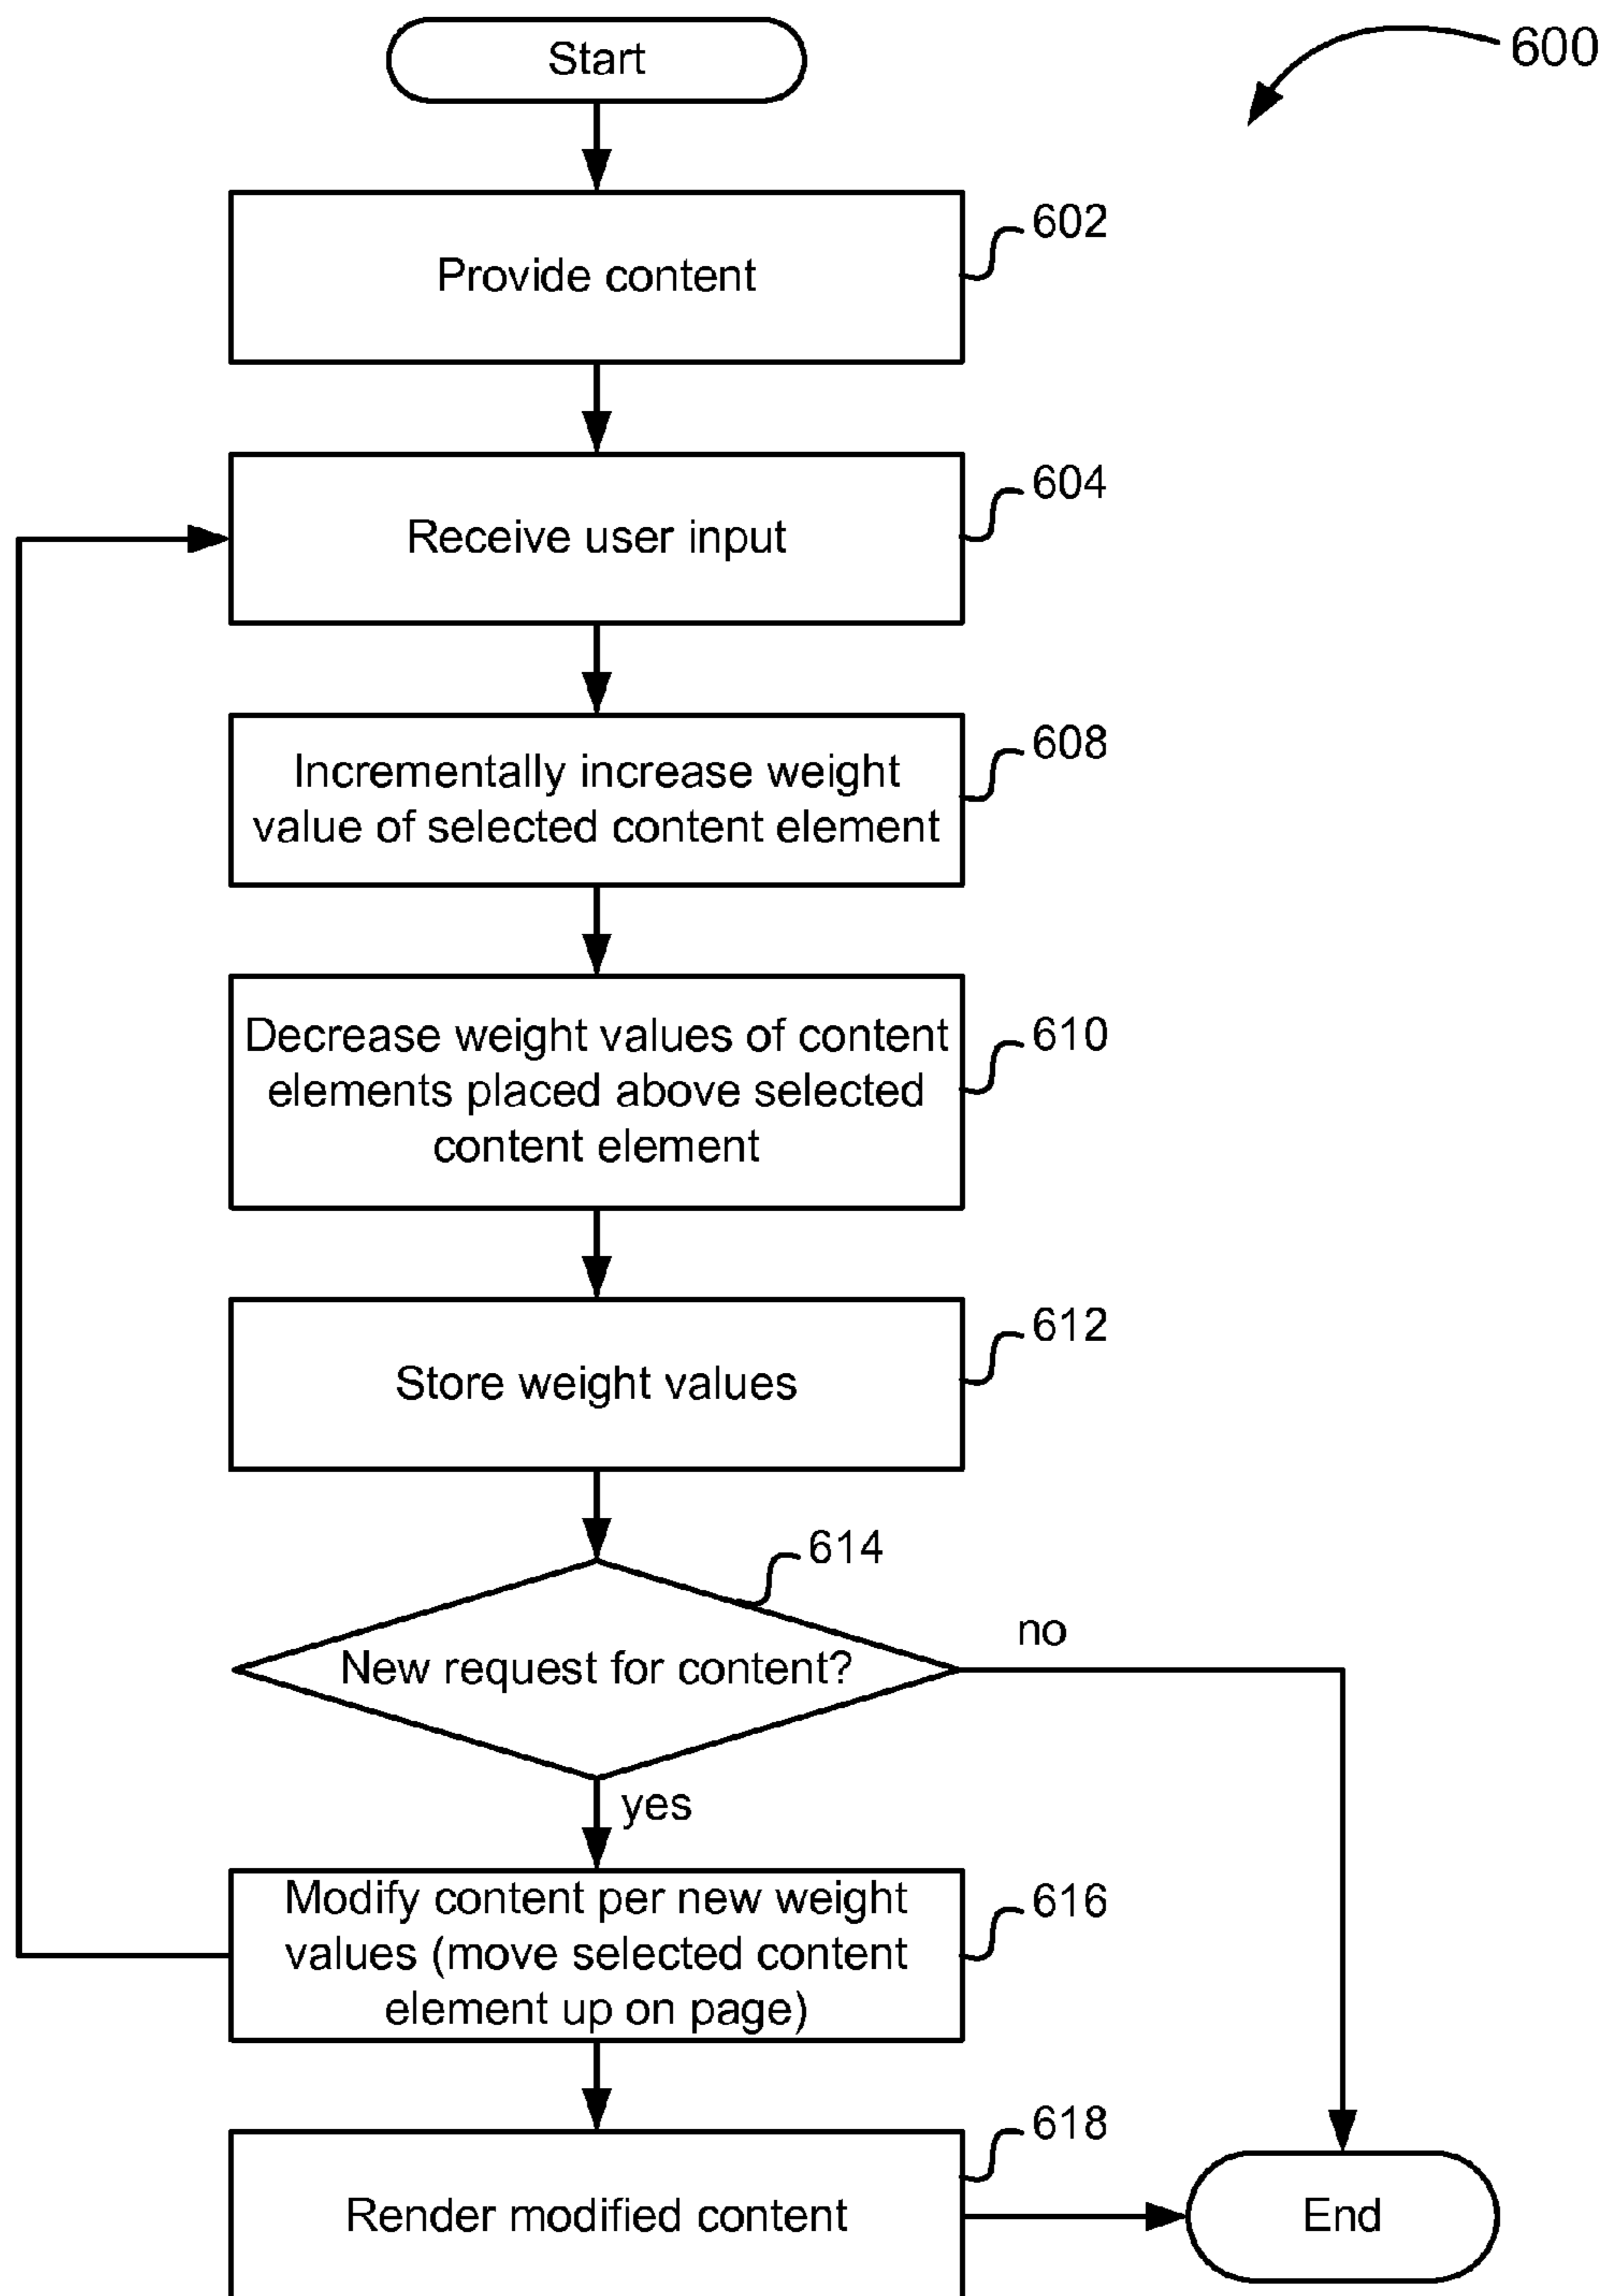 Start
600
Provide content
602
Receive user input
604
Incrementally increase weight
value of selected content element
608
Decrease weight values of content
elements placed above selected
content element
610
Store weight values
612
614
New request for content?
no
yes
Modify content per new weight
values (move selected content
element up on page)
616
618
Render modified content
End